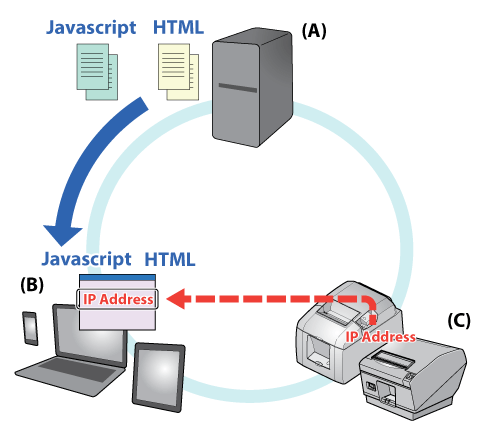 Javascript HTML
(A)
Javascript HTML
(B)
IP Address
(C)
IP Address